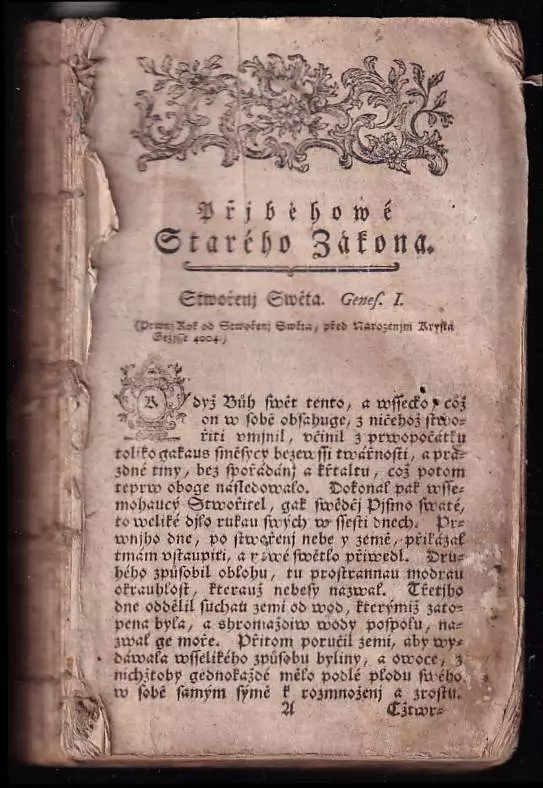 Přjběhowé
Starého Zákona.
Stwořenj Swěta. Genes. I.
(Prwnj Rok od Stwořenj Swěta, před Narozenjm Krysta
Gežjsse 4004.)
Když Bůh ſwět tento, a wſſecko, což
on w ſobě obſahuge, z ničehož ſtwo-
řiti vmjnil, včinil z prwopočátku
toliko gakaus ſměſycy bezewſſi twářnoſti, a prá-
zdné tiny, bez ſpořádánj a kſſtaltu, což potom
teprw oboge náſledowalo. Dokonal pak wſſe-
mohaucý Stwořitel, gak ſwědčj Pjſmo ſwaté,
to weliké djlo rukau ſwých w ſſeſti dnech. Pr-
wnjho dne, po ſtwořenj nebe y země, přikázal
tmám vſtaupiti, a r wé ſwětlo přiwedl. Dru-
hého způſobil oblohu, tu proſtrannau modrau
okrauhloſt, kterauž nebeſy nazwal. Třetjho
dne oddělil ſuchau zemi od wod, kterýmiž zato-
pena byla, a shromáždiw wody poſpolu, na-
zwal ge moře. Přitom poručil zemi, aby wy-
dáwala wſſelikého způſobu byliny, a owoce, z
nichžtoby gednokaždé mělo podlé plodu ſwého
w ſobě ſamým ſýmě k rozmnoženj a zroſtu.
A Cžtwr-